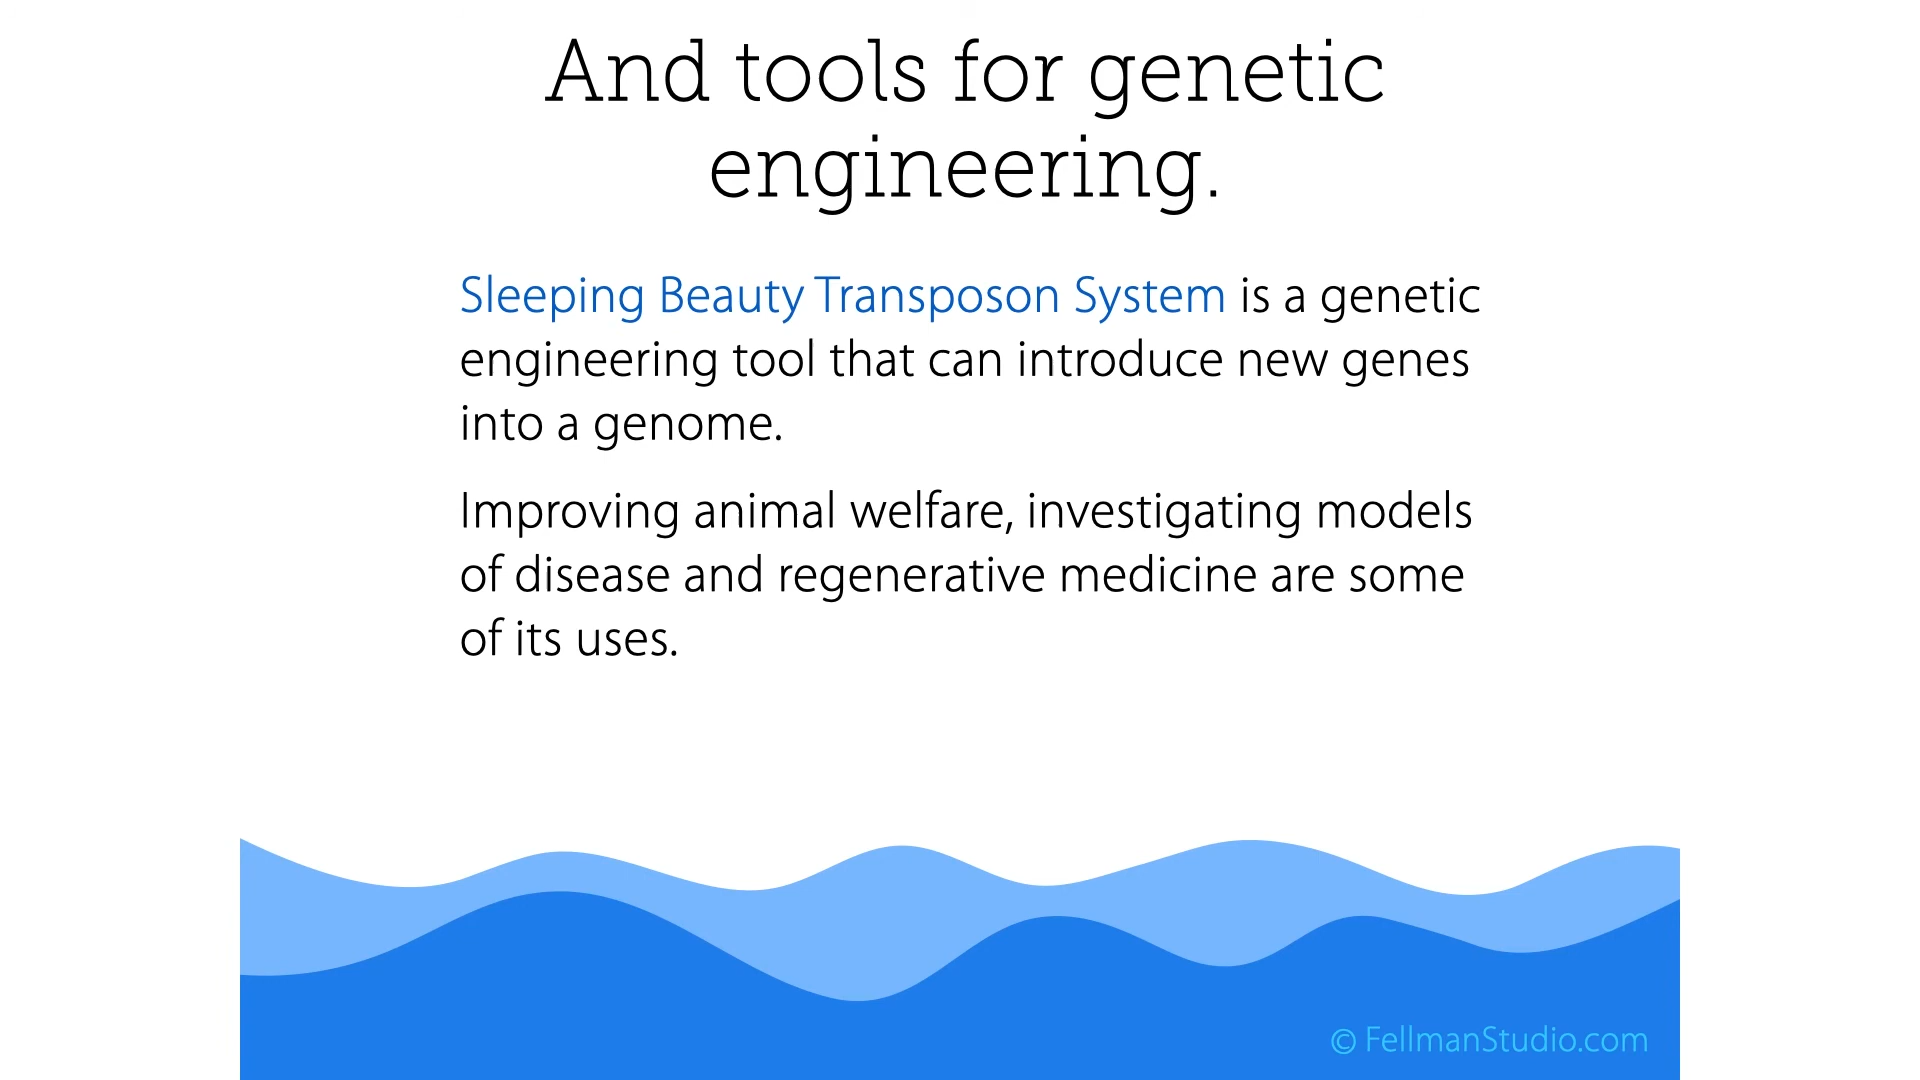 And tools for genetic
engineering.
Sleeping Beauty Transposon System is a genetic
engineering tool that can introduce new genes
into a genome.
Improving animal welfare, investigating models
of disease and regenerative medicine are some
of its uses.
© FellmanStudio.com